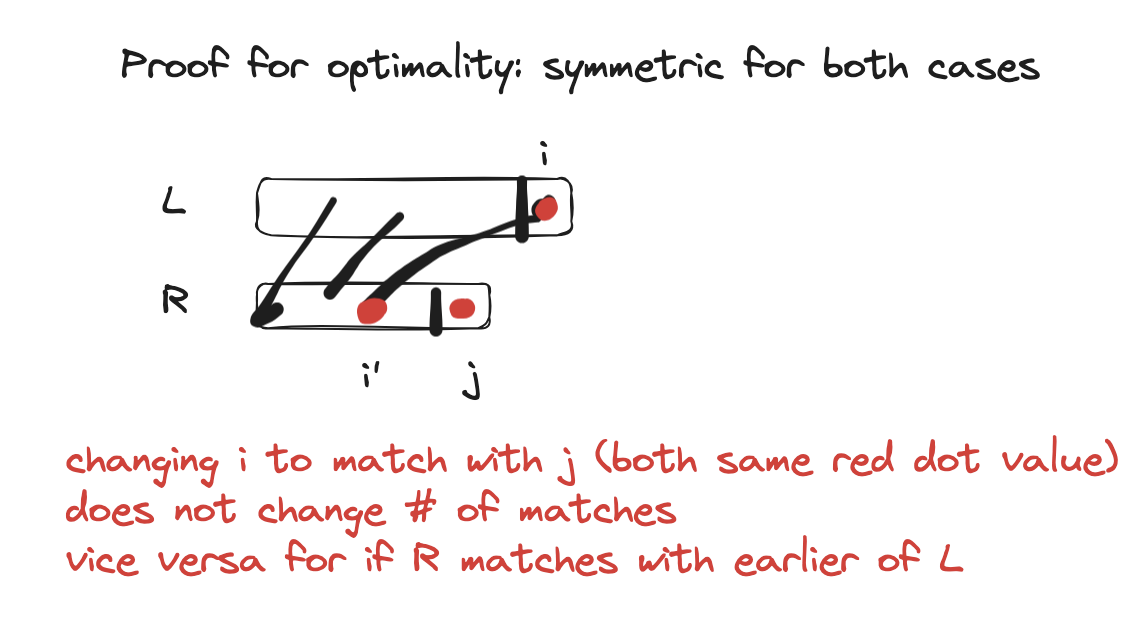 Proof for optimality: symmetric for both cases
i
L
R
i'
j
changing i to match with j (both same red dot value)
does not change # of matches
vice versa for if R matches with earlier of L